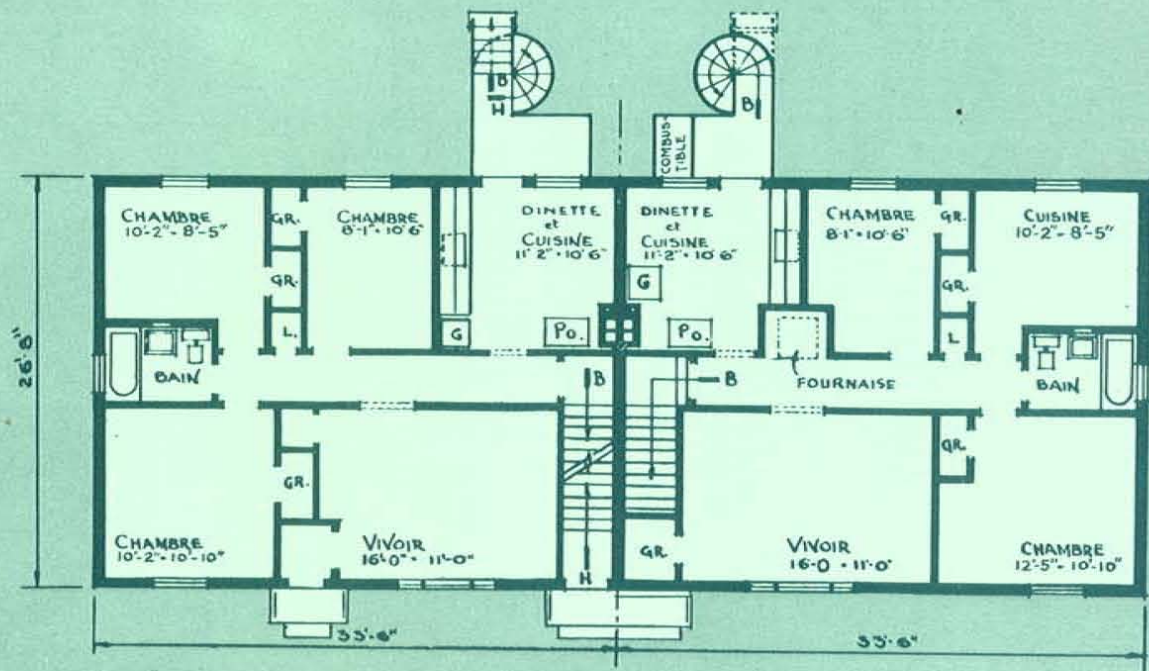 B
H
B
COMBUS-
TIBLE
CHAMBRE
10'-2" - 8'-5"
GR.
CHAMBRE
8'-1" • 10'6"
DINETTE
et
CUISINE
11'2" • 10'6"
DINETTE
et
CUISINE
11'-2" • 10'6"
CHAMBRE
8'-1" • 10'6"
GR.
CUISINE
10'-2" - 8'-5"
GR.
L.
G
PO.
G
PO.
GR.
L
26'8"
BAIN
B
B
FOURNAISE
BAIN
GR.
GR.
CHAMBRE
10'-2" - 10'-10"
VIVOIR
16'-0" • 11'-0"
H
GR.
VIVOIR
16-0 • 11'-0"
CHAMBRE
12'-5" - 10'-10"
33'-6"
33'-6"